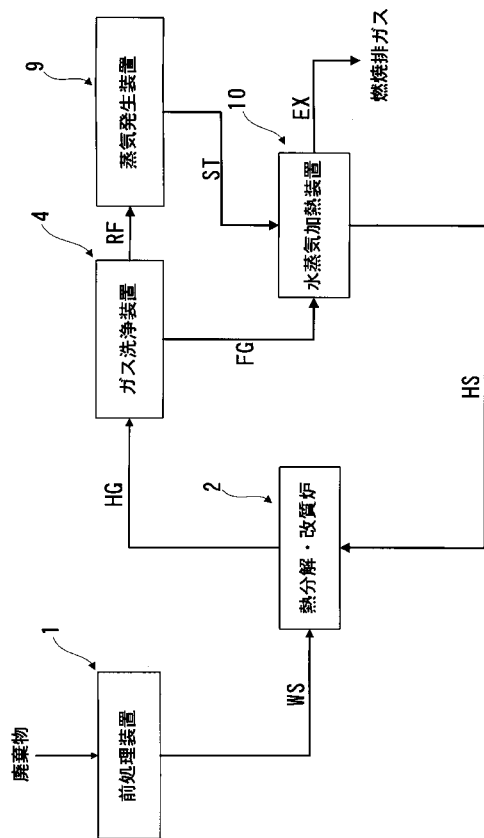 廃棄物
1
前処理装置
WS
2
熱分解・改質炉
HG
4
ガス洗浄装置
RF
9
蒸気発生装置
FG
ST
10
水蒸気加熱装置
EX
燃焼排ガス
HS